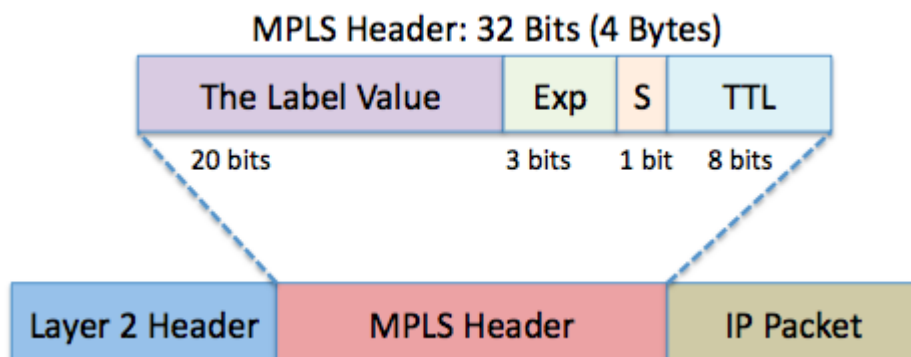 MPLS Header: 32 Bits (4 Bytes)
The Label Value Exp S TTL
20 bits 3 bits 1 bit 8 bits
Layer 2 Header MPLS Header IP Packet